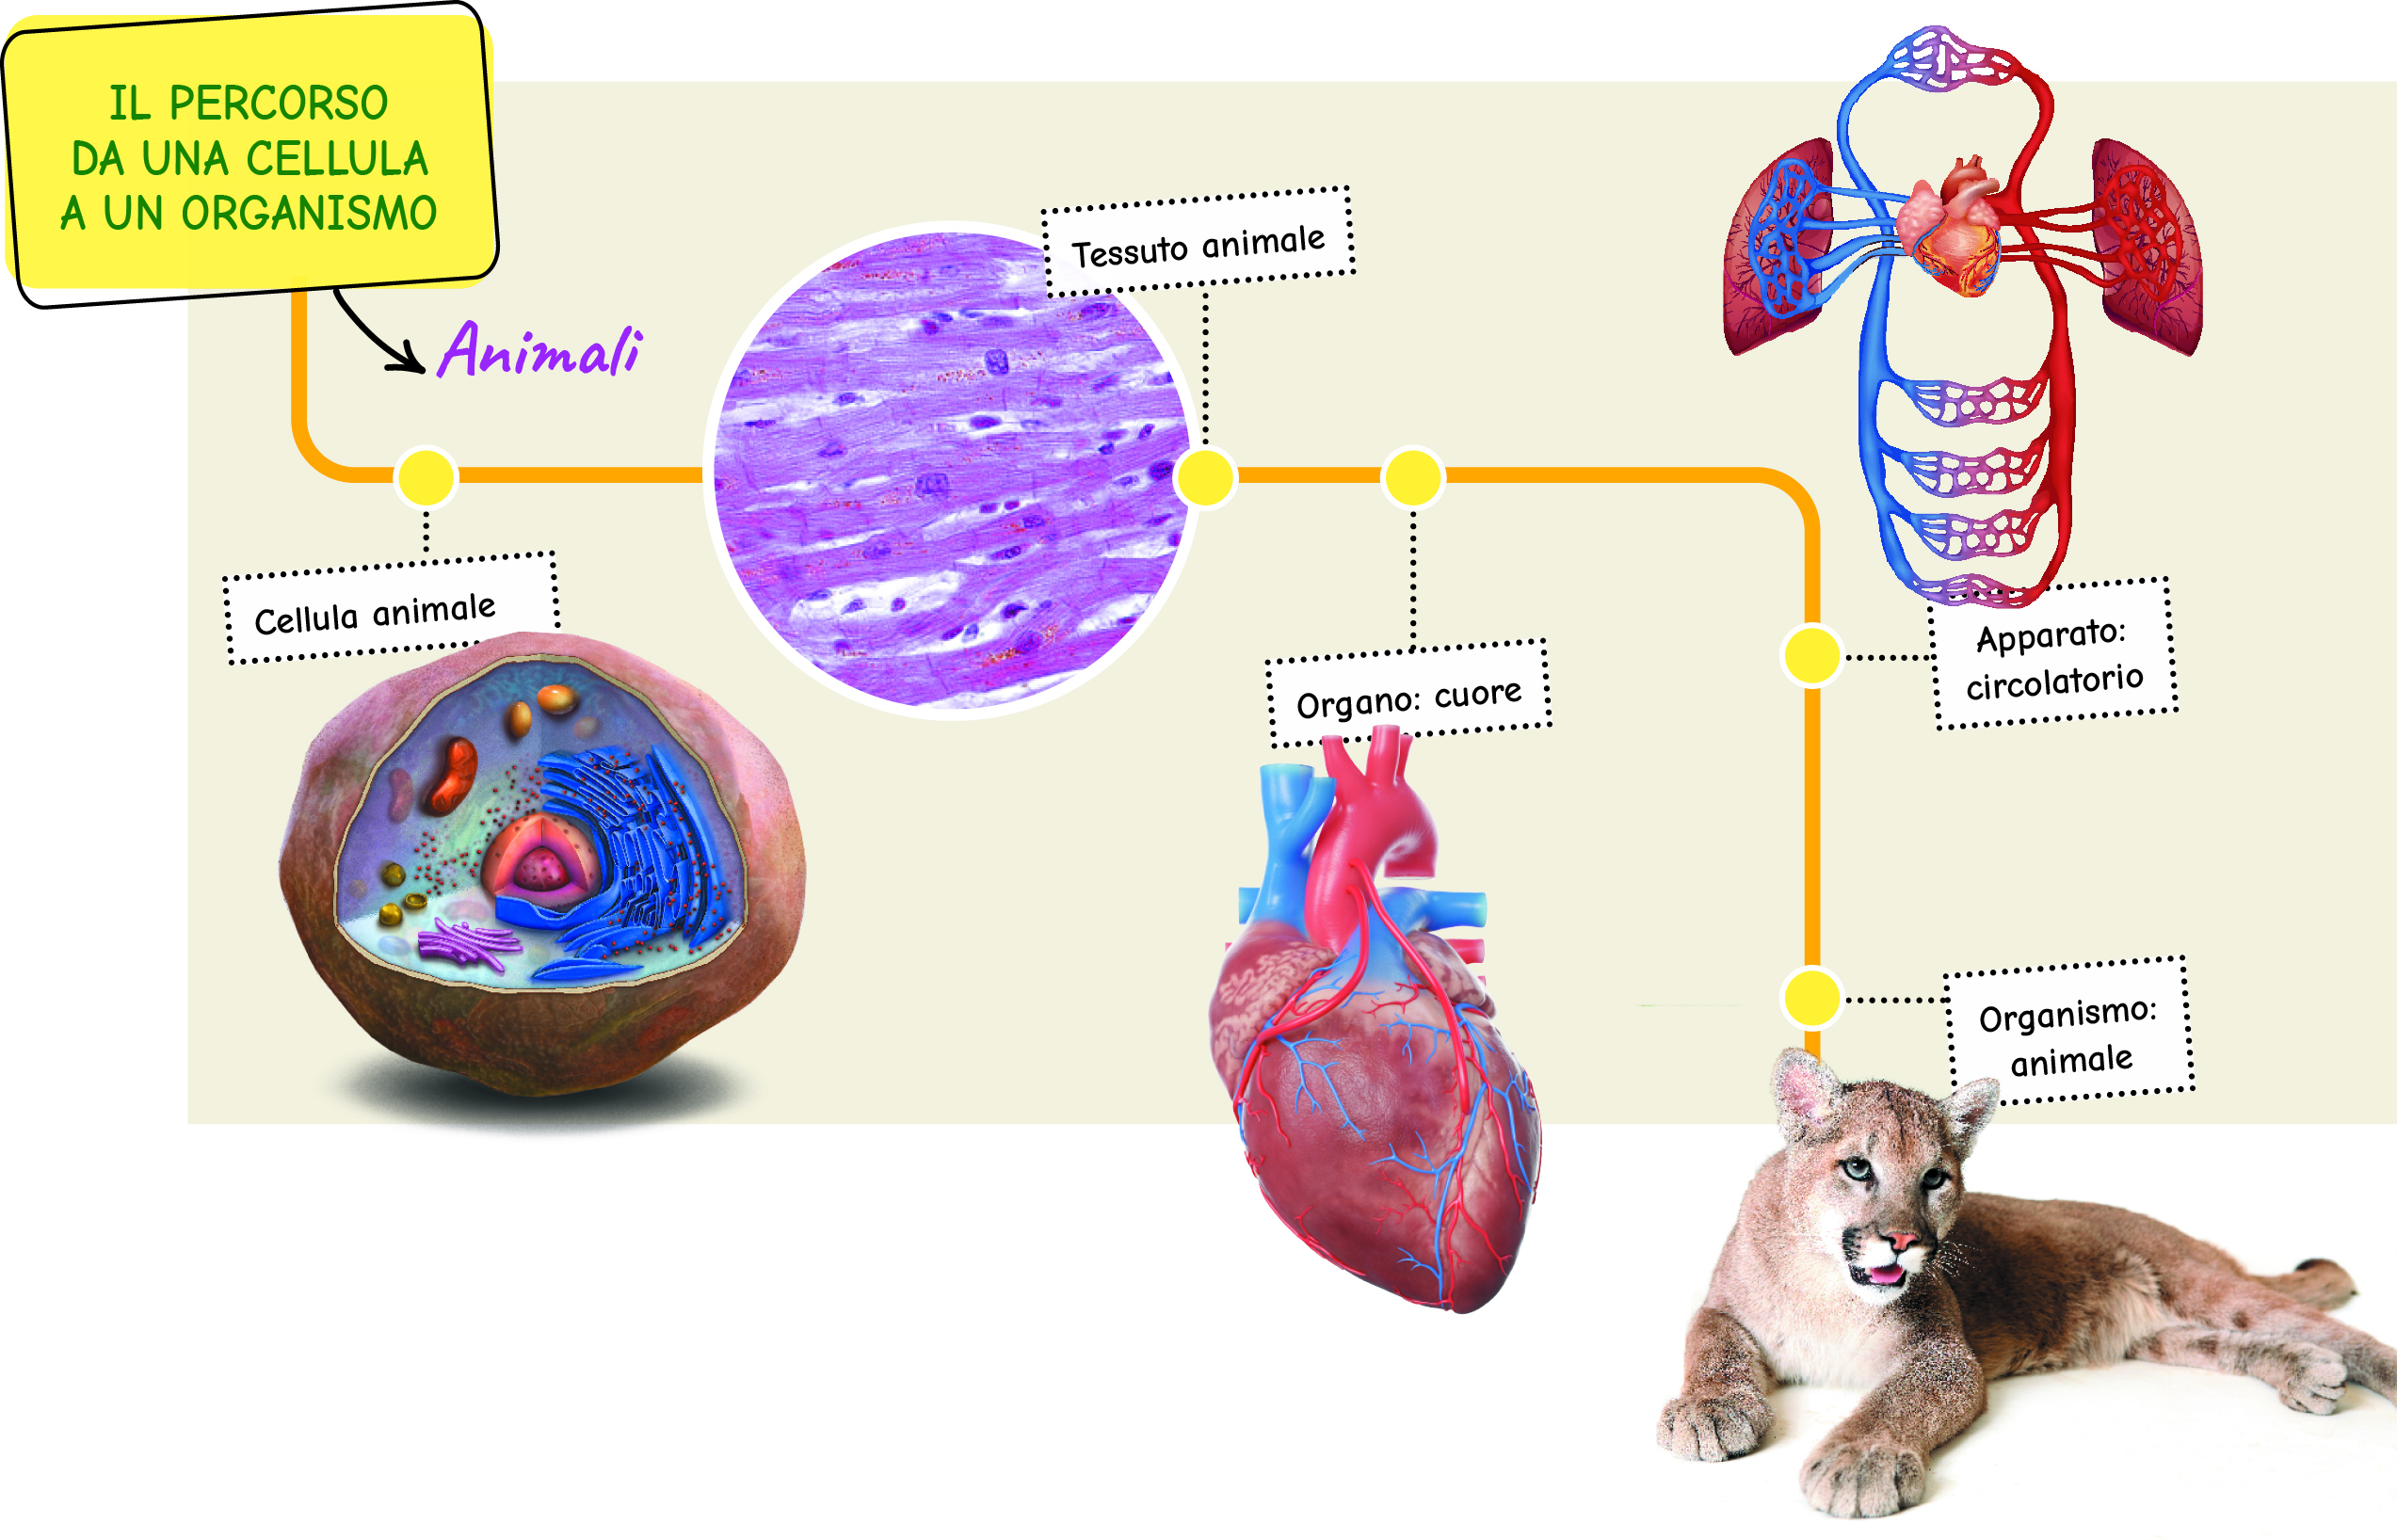 IL PERCORSO
DA UNA CELLULA
A UN ORGANISMO
Animali
Tessuto animale
Cellula animale
Organo: cuore
Apparato:
circolatorio
Organismo:
animale